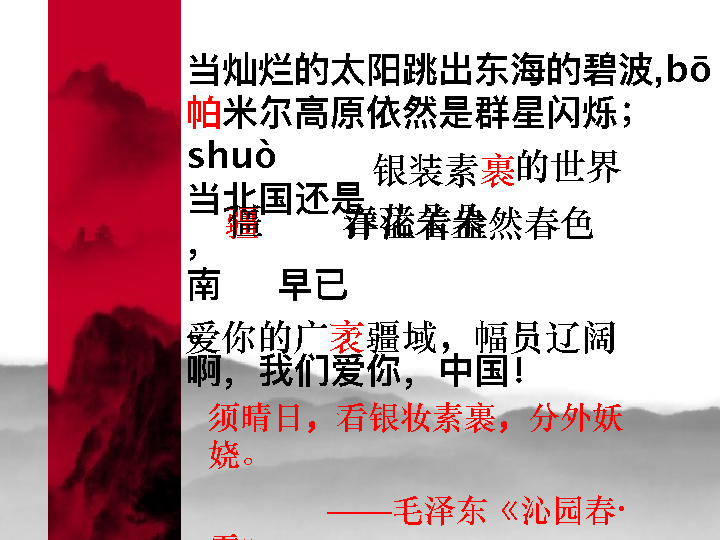 当灿烂的太阳跳出东海的碧波,bō
帕米尔高原依然是群星闪烁；
shuò
银装素裹的世界
当北国还是
疆
洋溢着盎然春色
，
南 早已
爱你的广袤疆域，幅员辽阔
啊，我们爱你，中国！
须晴日，看银妆素裹，分外妖
娆。
——毛泽东《沁园春·